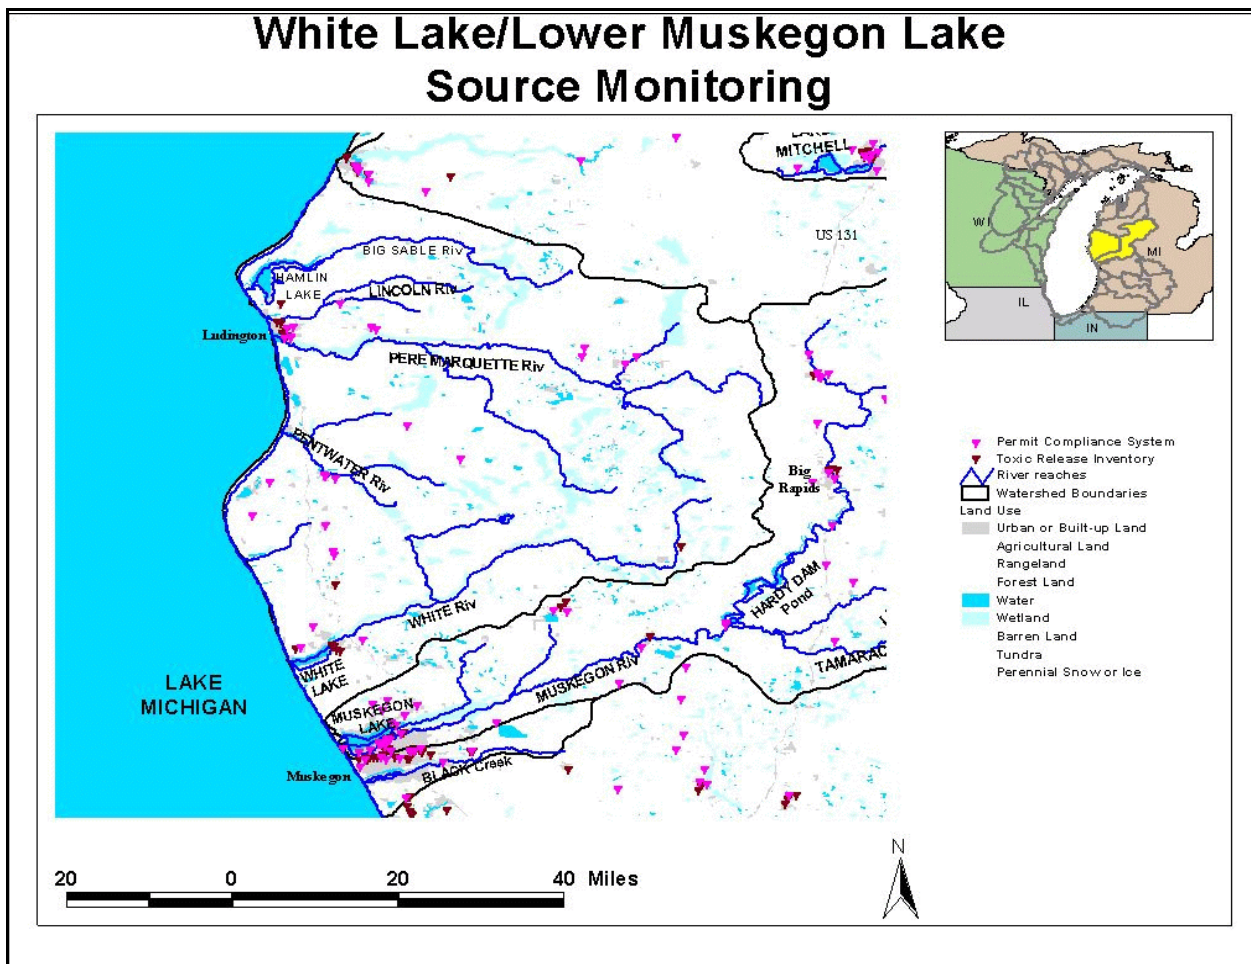 White Lake/Lower Muskegon Lake
Source Monitoring
MITCHELL
US 131
BIG SABLE Riv
HAMLIN
LAKE
LINCOLN Riv
Ludington
PERE MARQUETTE Riv
PENTWATER Riv
Big
Rapids
HARDY DAM
Pond
WHITE Riv
WHITE
LAKE
TAMARAC
MUSKEGON Riv
LAKE
MICHIGAN
MUSKEGON
LAKE
Muskegon
BLACK Creek
WI
MI
IL
IN
Permit Compliance System
Toxic Release Inventory
River reaches
Watershed Boundaries
Land Use
Urban or Built-up Land
Agricultural Land
Rangeland
Forest Land
Water
Wetland
Barren Land
Tundra
Perennial Snow or Ice
20 0 20 40 Miles
N